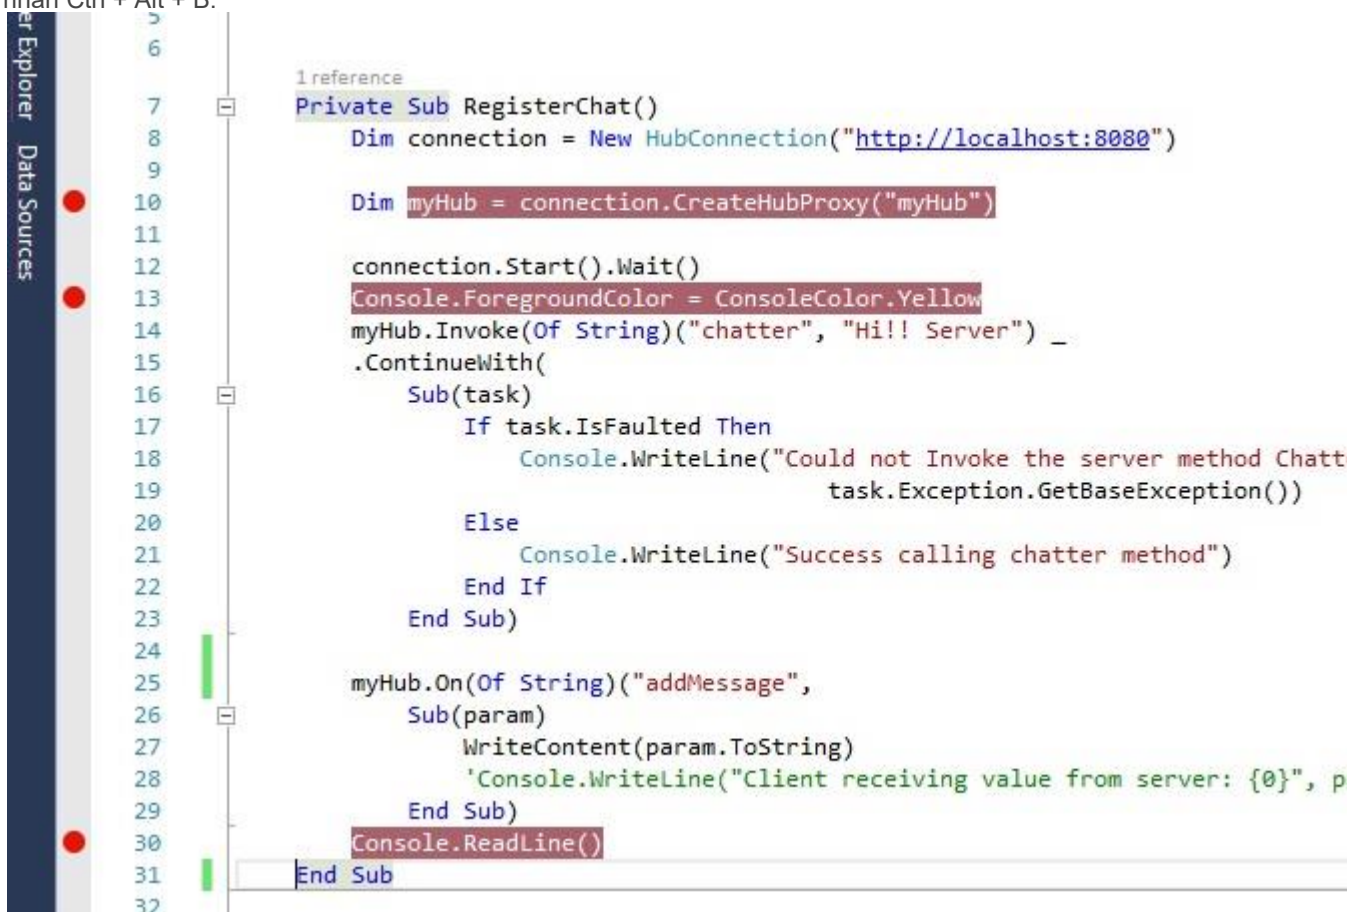 Ctrl + Alt + B.
er Explorer
Data Sources
5
6
1 reference
7 Private Sub RegisterChat()
8 Dim connection = New HubConnection("http://localhost:8080")
9
10 Dim myHub = connection.CreateHubProxy("myHub")
11
12 connection.Start().Wait()
13 Console.ForegroundColor = ConsoleColor.Yellow
14 myHub.Invoke(Of String)("chatter", "Hi!! Server") _
15 .ContinueWith(
16 Sub(task)
17 If task.IsFaulted Then
18 Console.WriteLine("Could not Invoke the server method Chatt
19 task.Exception.GetBaseException())
20 Else
21 Console.WriteLine("Success calling chatter method")
22 End If
23 End Sub)
24
25 myHub.On(Of String)("addMessage",
26 Sub(param)
27 WriteContent(param.ToString)
28 'Console.WriteLine("Client receiving value from server: {0}", p
29 End Sub)
30 Console.ReadLine()
31 End Sub
32